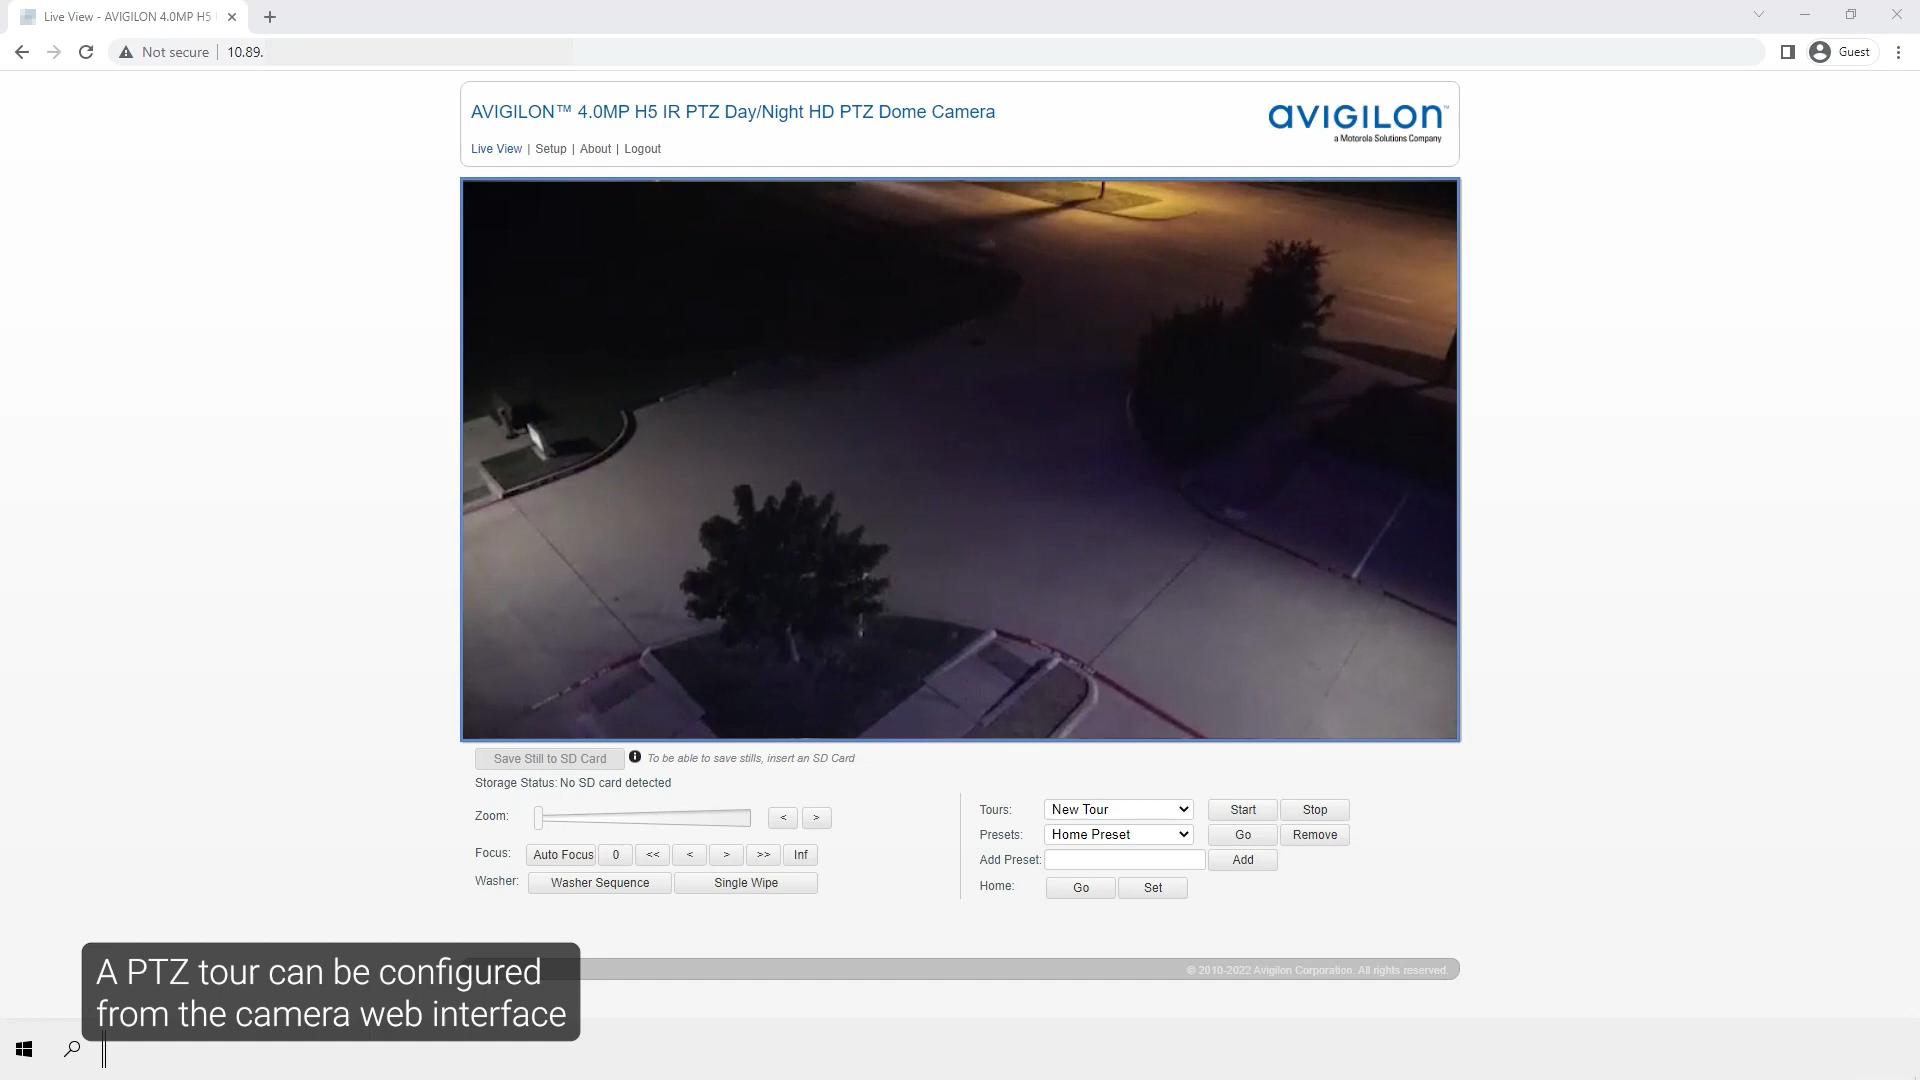 Live View - AVIGILON 4.0MP H5
Not secure
10.89.
Guest
AVIGILON™ 4.0MP H5 IR PTZ Day/Night HD PTZ Dome Camera
avigilon™
a Motorola Solutions Company
Live View | Setup | About | Logout
Save Still to SD Card
To be able to save stills, insert an SD Card
Storage Status: No SD card detected
Zoom: < >
Focus: Auto Focus 0 << < > >> Inf
Washer: Washer Sequence Single Wipe
Tours: New Tour Start Stop
Presets: Home Preset Go Remove
Add Preset: Add
Home: Go Set
© 2010-2022 Avigilon Corporation. All rights reserved.
A PTZ tour can be configured
from the camera web interface